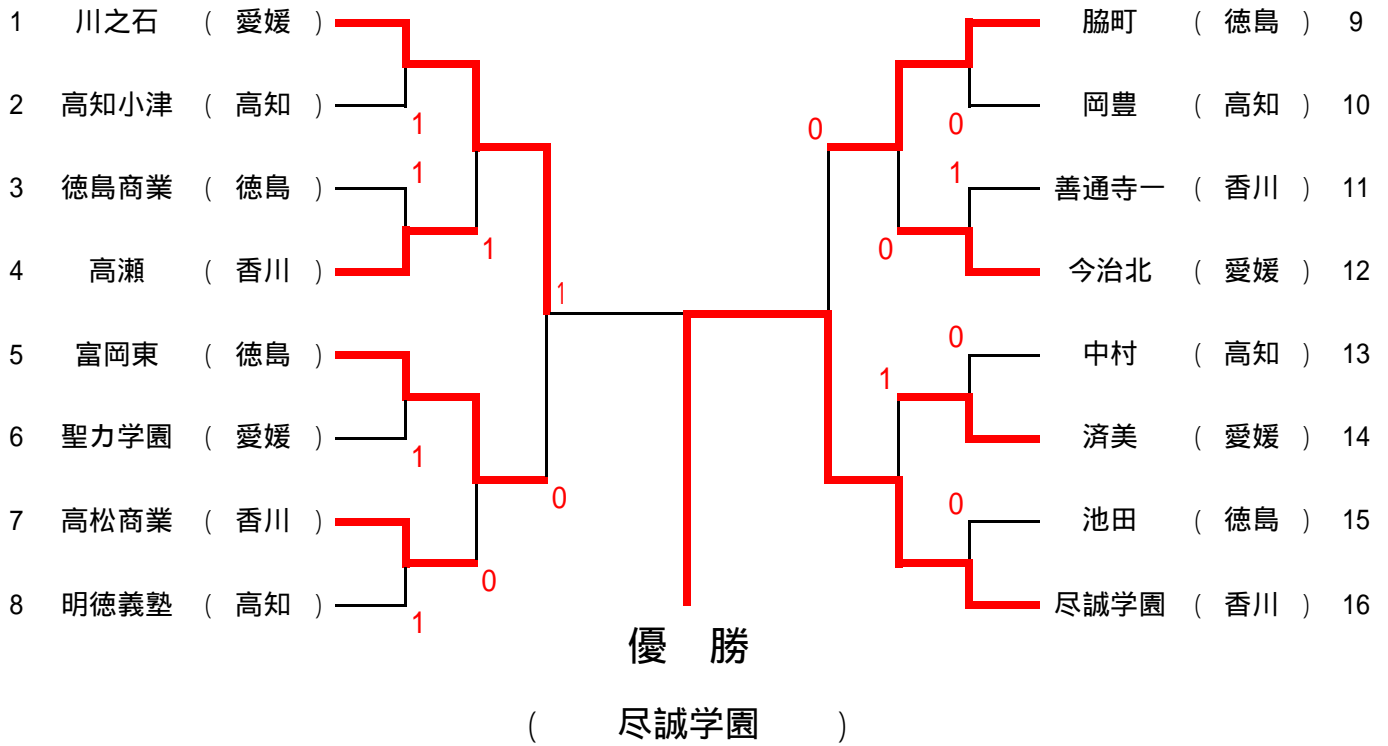 1 川之石 ( 愛媛 ) 脇町 ( 徳島 ) 9
2 高知小津 ( 高知 ) 岡豊 ( 高知 ) 10
1 0 0
3 徳島商業 ( 徳島 ) 1 1 善通寺一 ( 香川 ) 11
1 0
4 高瀬 ( 香川 ) 今治北 ( 愛媛 ) 12
1
5 富岡東 ( 徳島 ) 0 中村 ( 高知 ) 13
1
6 聖カ学園 ( 愛媛 ) 済美 ( 愛媛 ) 14
1
0
7 高松商業 ( 香川 ) 0 池田 ( 徳島 ) 15
0
8 明徳義塾 ( 高知 ) 尽誠学園 ( 香川 ) 16
1
優 勝
( 尽誠学園 )